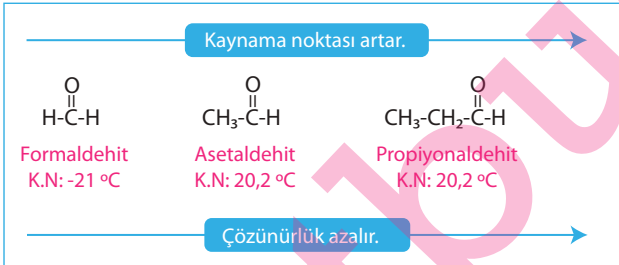 Kaynama noktası artar.
O O O
H-C-H CH₃-C-H CH₃-CH₂-C-H
Formaldehit Asetaldehit Propiyonaldehit
K.N: -21 ºC K.N: 20,2 ºC K.N: 20,2 ºC
Çözünürlük azalır.